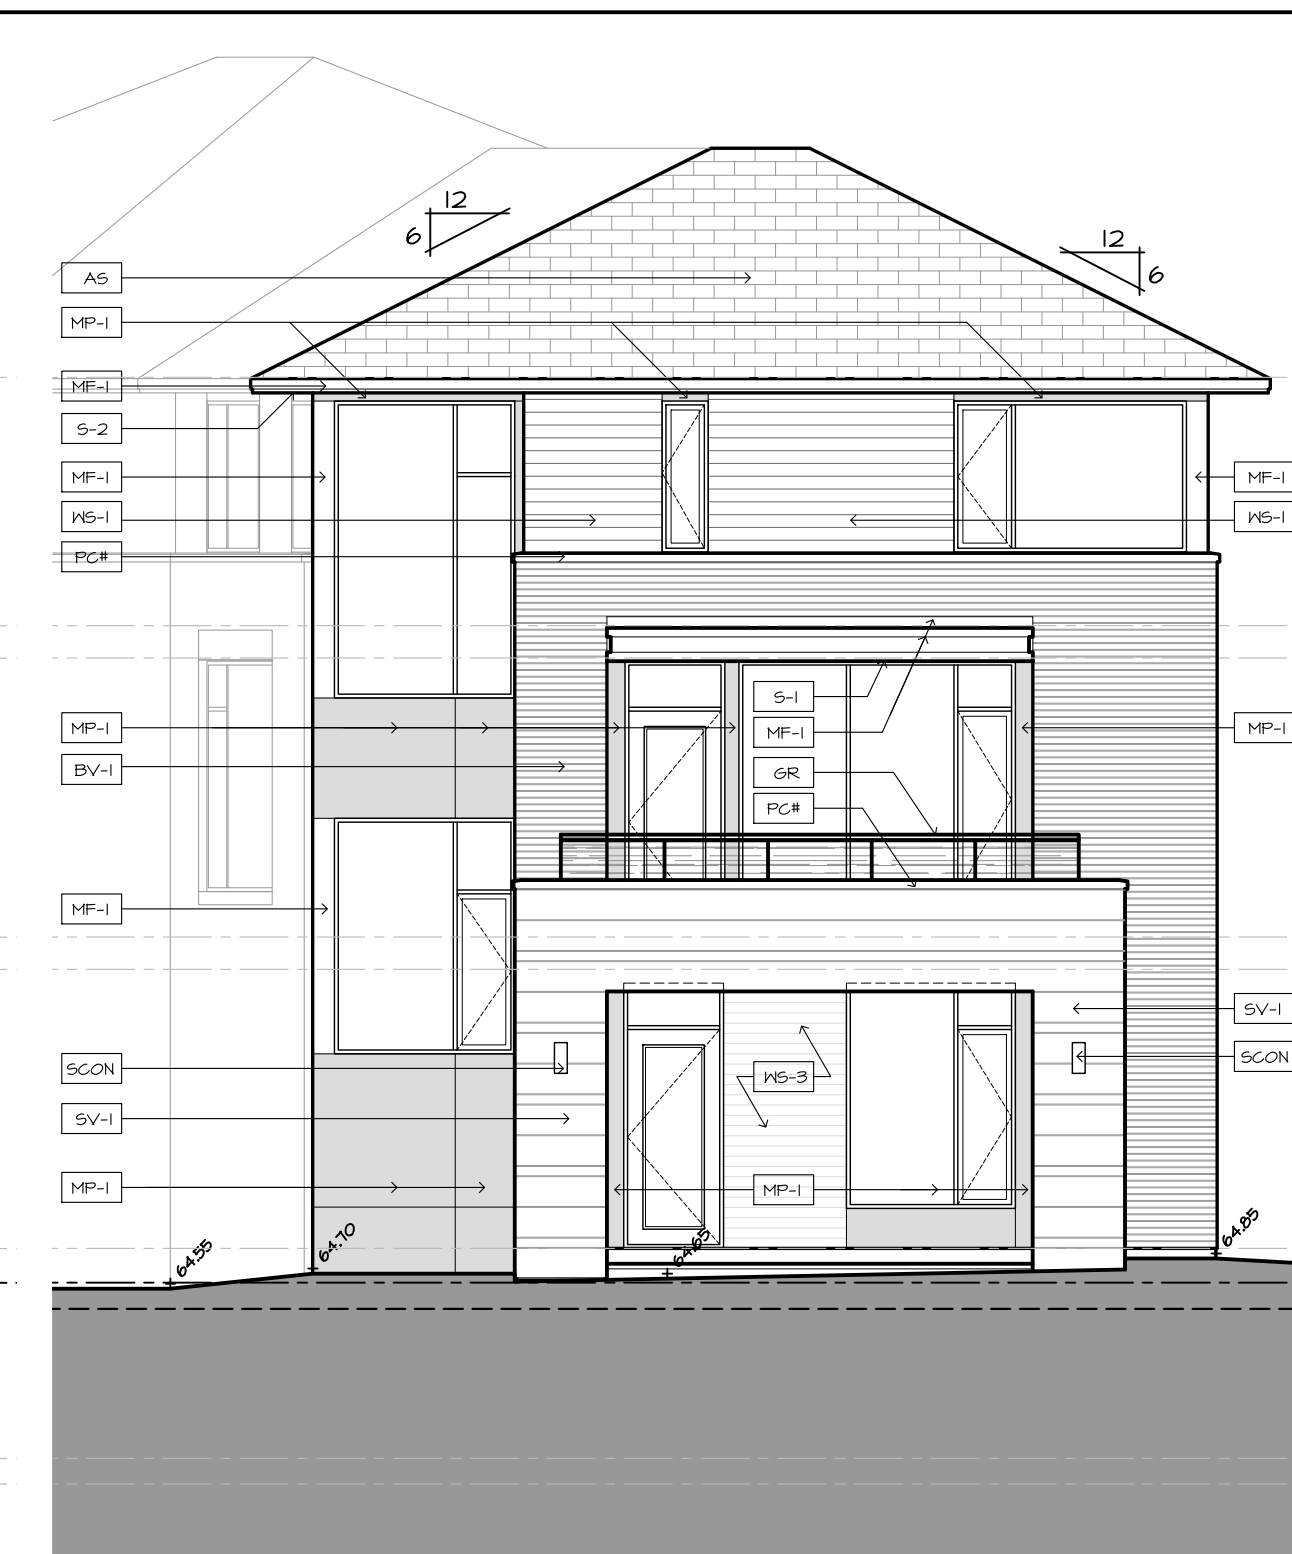 12
6
12
6
AS
MP-1
MF-1
S-2
MF-1
MF-1
WS-1
WS-1
PC#
S-1
MP-1
MF-1
MP-1
BV-1
GR
PC#
MF-1
SV-1
SCON
SCON
WS-3
SV-1
MP-1
MP-1
64.55
64.70
64.65
64.85